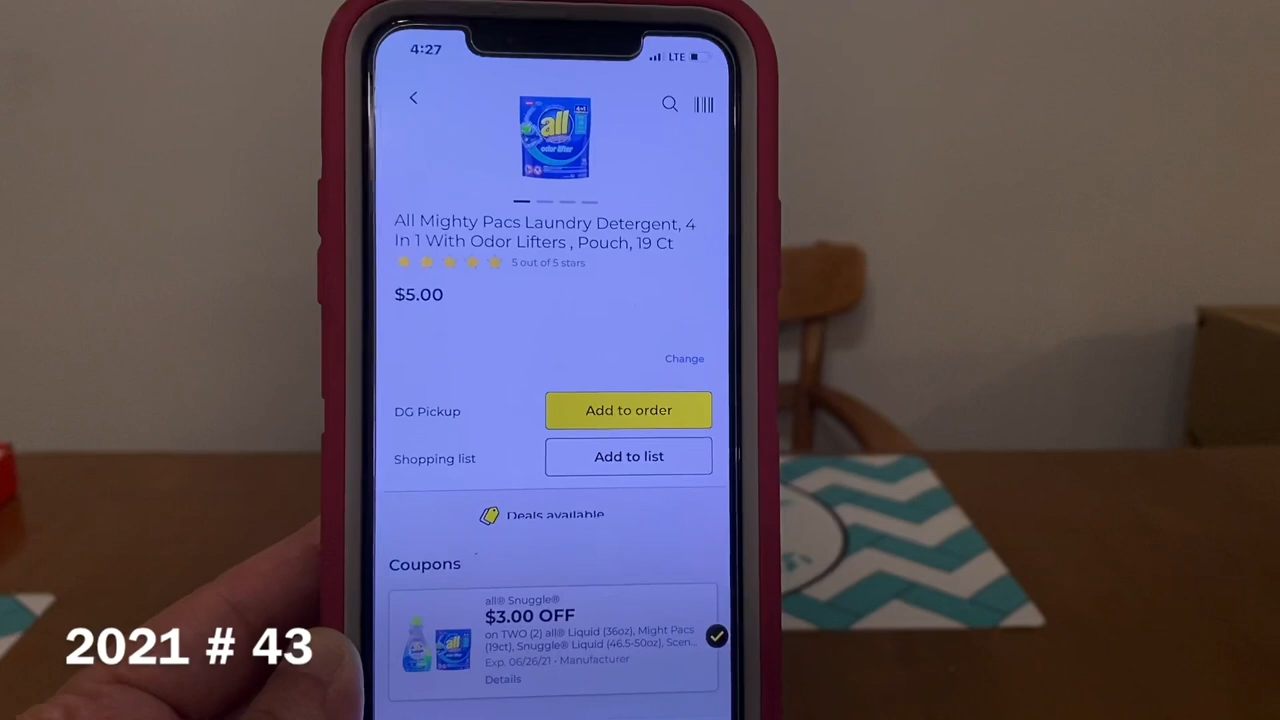 4:27
LTE
all
odor lifter
All Mighty Pacs Laundry Detergent, 4
In 1 With Odor Lifters , Pouch, 19 Ct
5 out of 5 stars
$5.00
Change
DG Pickup
Add to order
Shopping list
Add to list
Deals available
Coupons
all® Snuggle®
$3.00 OFF
on TWO (2) all® Liquid (36oz), Might Pacs
(19ct), Snuggle® Liquid (46.5-50oz), Scen...
Exp. 06/26/21 • Manufacturer
Details
all
2021 # 43